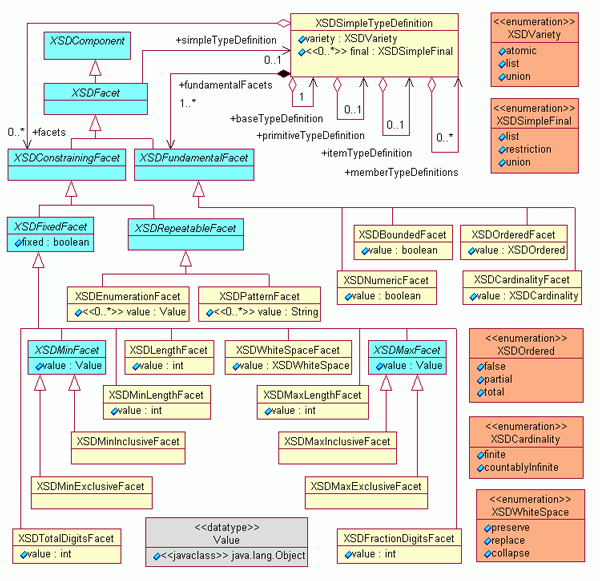 XSDComponent
XSDSimpleTypeDefinition
variety : XSDVariety
<<0..*>> final : XSDSimpleFinal
<<enumeration>>
XSDVariety
atomic
list
union
+simpleTypeDefinition
0..1
XSDFacet
+fundamentalFacets
1..*
1
0..1
0..1
0..*
+baseTypeDefinition
+primitiveTypeDefinition
+itemTypeDefinition
+memberTypeDefinitions
<<enumeration>>
XSDSimpleFinal
list
restriction
union
0..*
+facets
XSDConstrainingFacet
XSDFundamentalFacet
XSDFixedFacet
fixed : boolean
XSDRepeatableFacet
XSDBoundedFacet
value : boolean
XSDOrderedFacet
value : XSDOrdered
XSDNumericFacet
value : boolean
XSDCardinalityFacet
value : XSDCardinality
XSDEnumerationFacet
<<0..*>> value : Value
XSDPatternFacet
<<0..*>> value : String
XSDMinFacet
value : Value
XSDLengthFacet
value : int
XSDWhiteSpaceFacet
value : XSDWhiteSpace
XSDMaxFacet
value : Value
<<enumeration>>
XSDOrdered
false
partial
total
XSDMinLengthFacet
value : int
XSDMaxLengthFacet
value : int
XSDMinInclusiveFacet
XSDMaxInclusiveFacet
<<enumeration>>
XSDCardinality
finite
countablyInfinite
XSDMinExclusiveFacet
XSDMaxExclusiveFacet
<<enumeration>>
XSDWhiteSpace
preserve
replace
collapse
XSDTotalDigitsFacet
value : int
<<datatype>>
Value
<<javaclass>> java.lang.Object
XSDFractionDigitsFacet
value : int